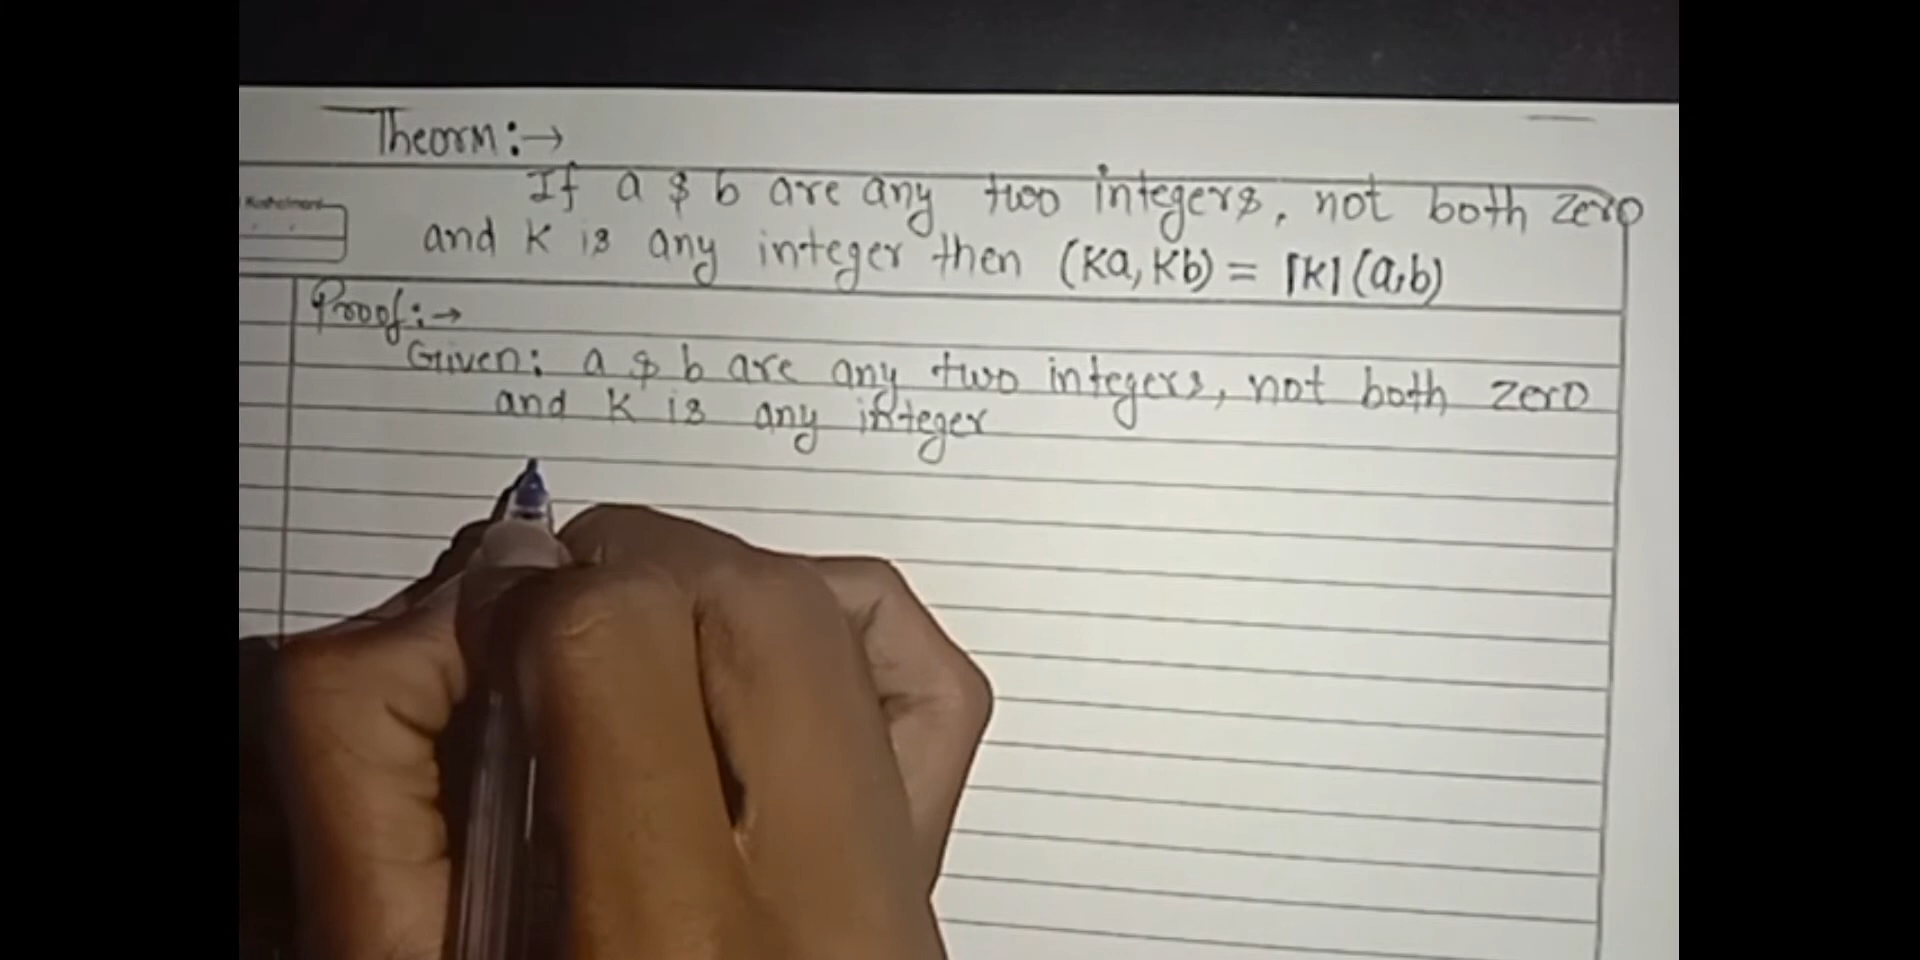 Theorm:→
If a & b are any two integers, not both zero
and K is any integer then (Ka, Kb) = |K| (a,b)
Proof:→
Given: a & b are any two integers, not both zero
and K is any integer